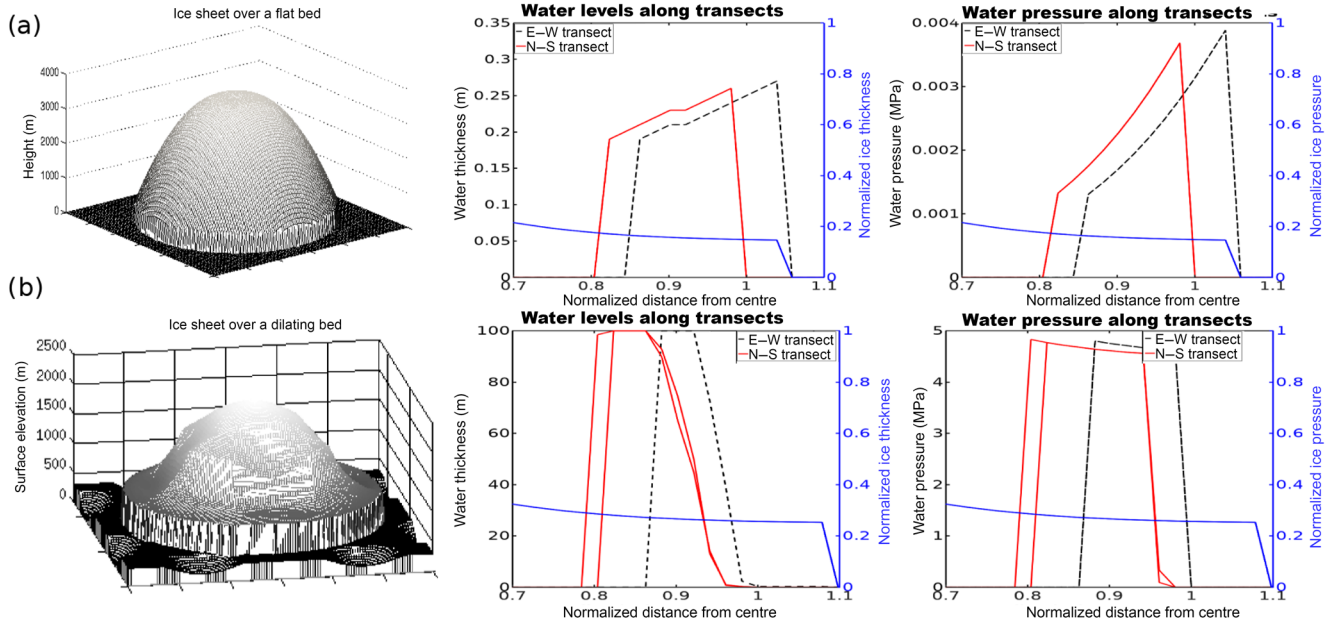 (a)
Ice sheet over a flat bed
4000
3000
2000
1000
0
Height (m)
Water levels along transects
E–W transect
N–S transect
0.35
0.3
0.25
0.2
0.15
0.1
0.05
0
Water thickness (m)
0.7
0.8
0.9
1
1.1
Normalized distance from centre
1
0.8
0.6
0.4
0.2
0
Normalized ice thickness
Water pressure along transects
E–W transect
N–S transect
0.004
0.003
0.002
0.001
0
Water pressure (MPa)
0.7
0.8
0.9
1
1.1
Normalized distance from centre
1
0.8
0.6
0.4
0.2
0
Normalized ice pressure
(b)
Ice sheet over a dilating bed
2500
2000
1500
1000
500
0
Surface elevation (m)
Water levels along transects
E–W transect
N–S transect
100
80
60
40
20
0
Water thickness (m)
0.7
0.8
0.9
1
1.1
Normalized distance from centre
1
0.8
0.6
0.4
0.2
0
Normalized ice thickness
Water pressure along transects
E–W transect
N–S transect
5
4
3
2
1
0
Water pressure (MPa)
0.7
0.8
0.9
1
1.1
Normalized distance from centre
1
0.8
0.6
0.4
0.2
0
Normalized ice pressure